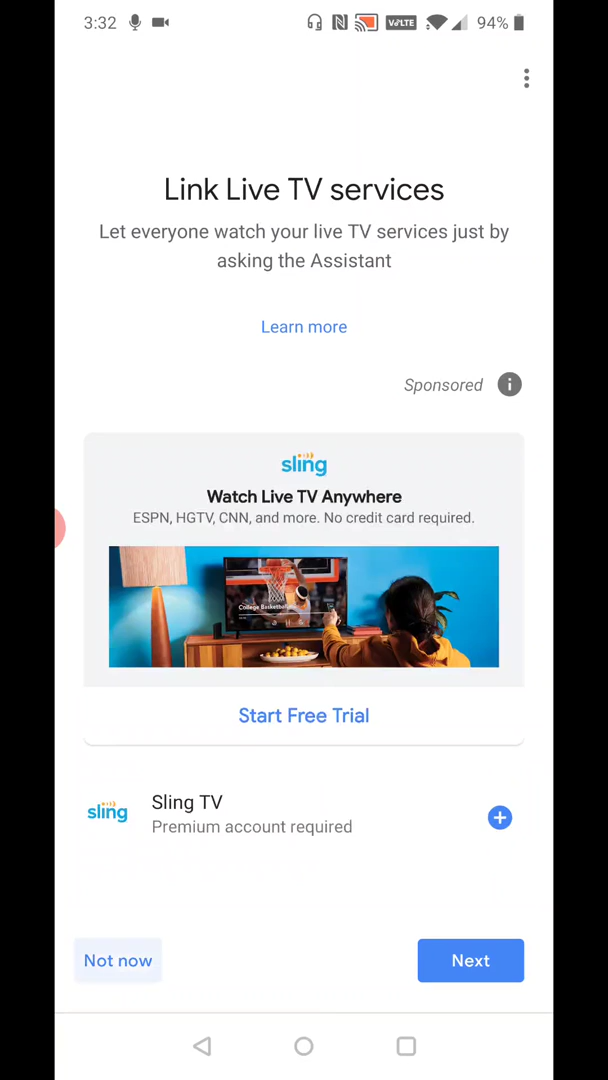 3:32
VoLTE
94%
Link Live TV services
Let everyone watch your live TV services just by
asking the Assistant
Learn more
Sponsored
sling
Watch Live TV Anywhere
ESPN, HGTV, CNN, and more. No credit card required.
College Basketball
Start Free Trial
sling
Sling TV
Premium account required
Not now
Next